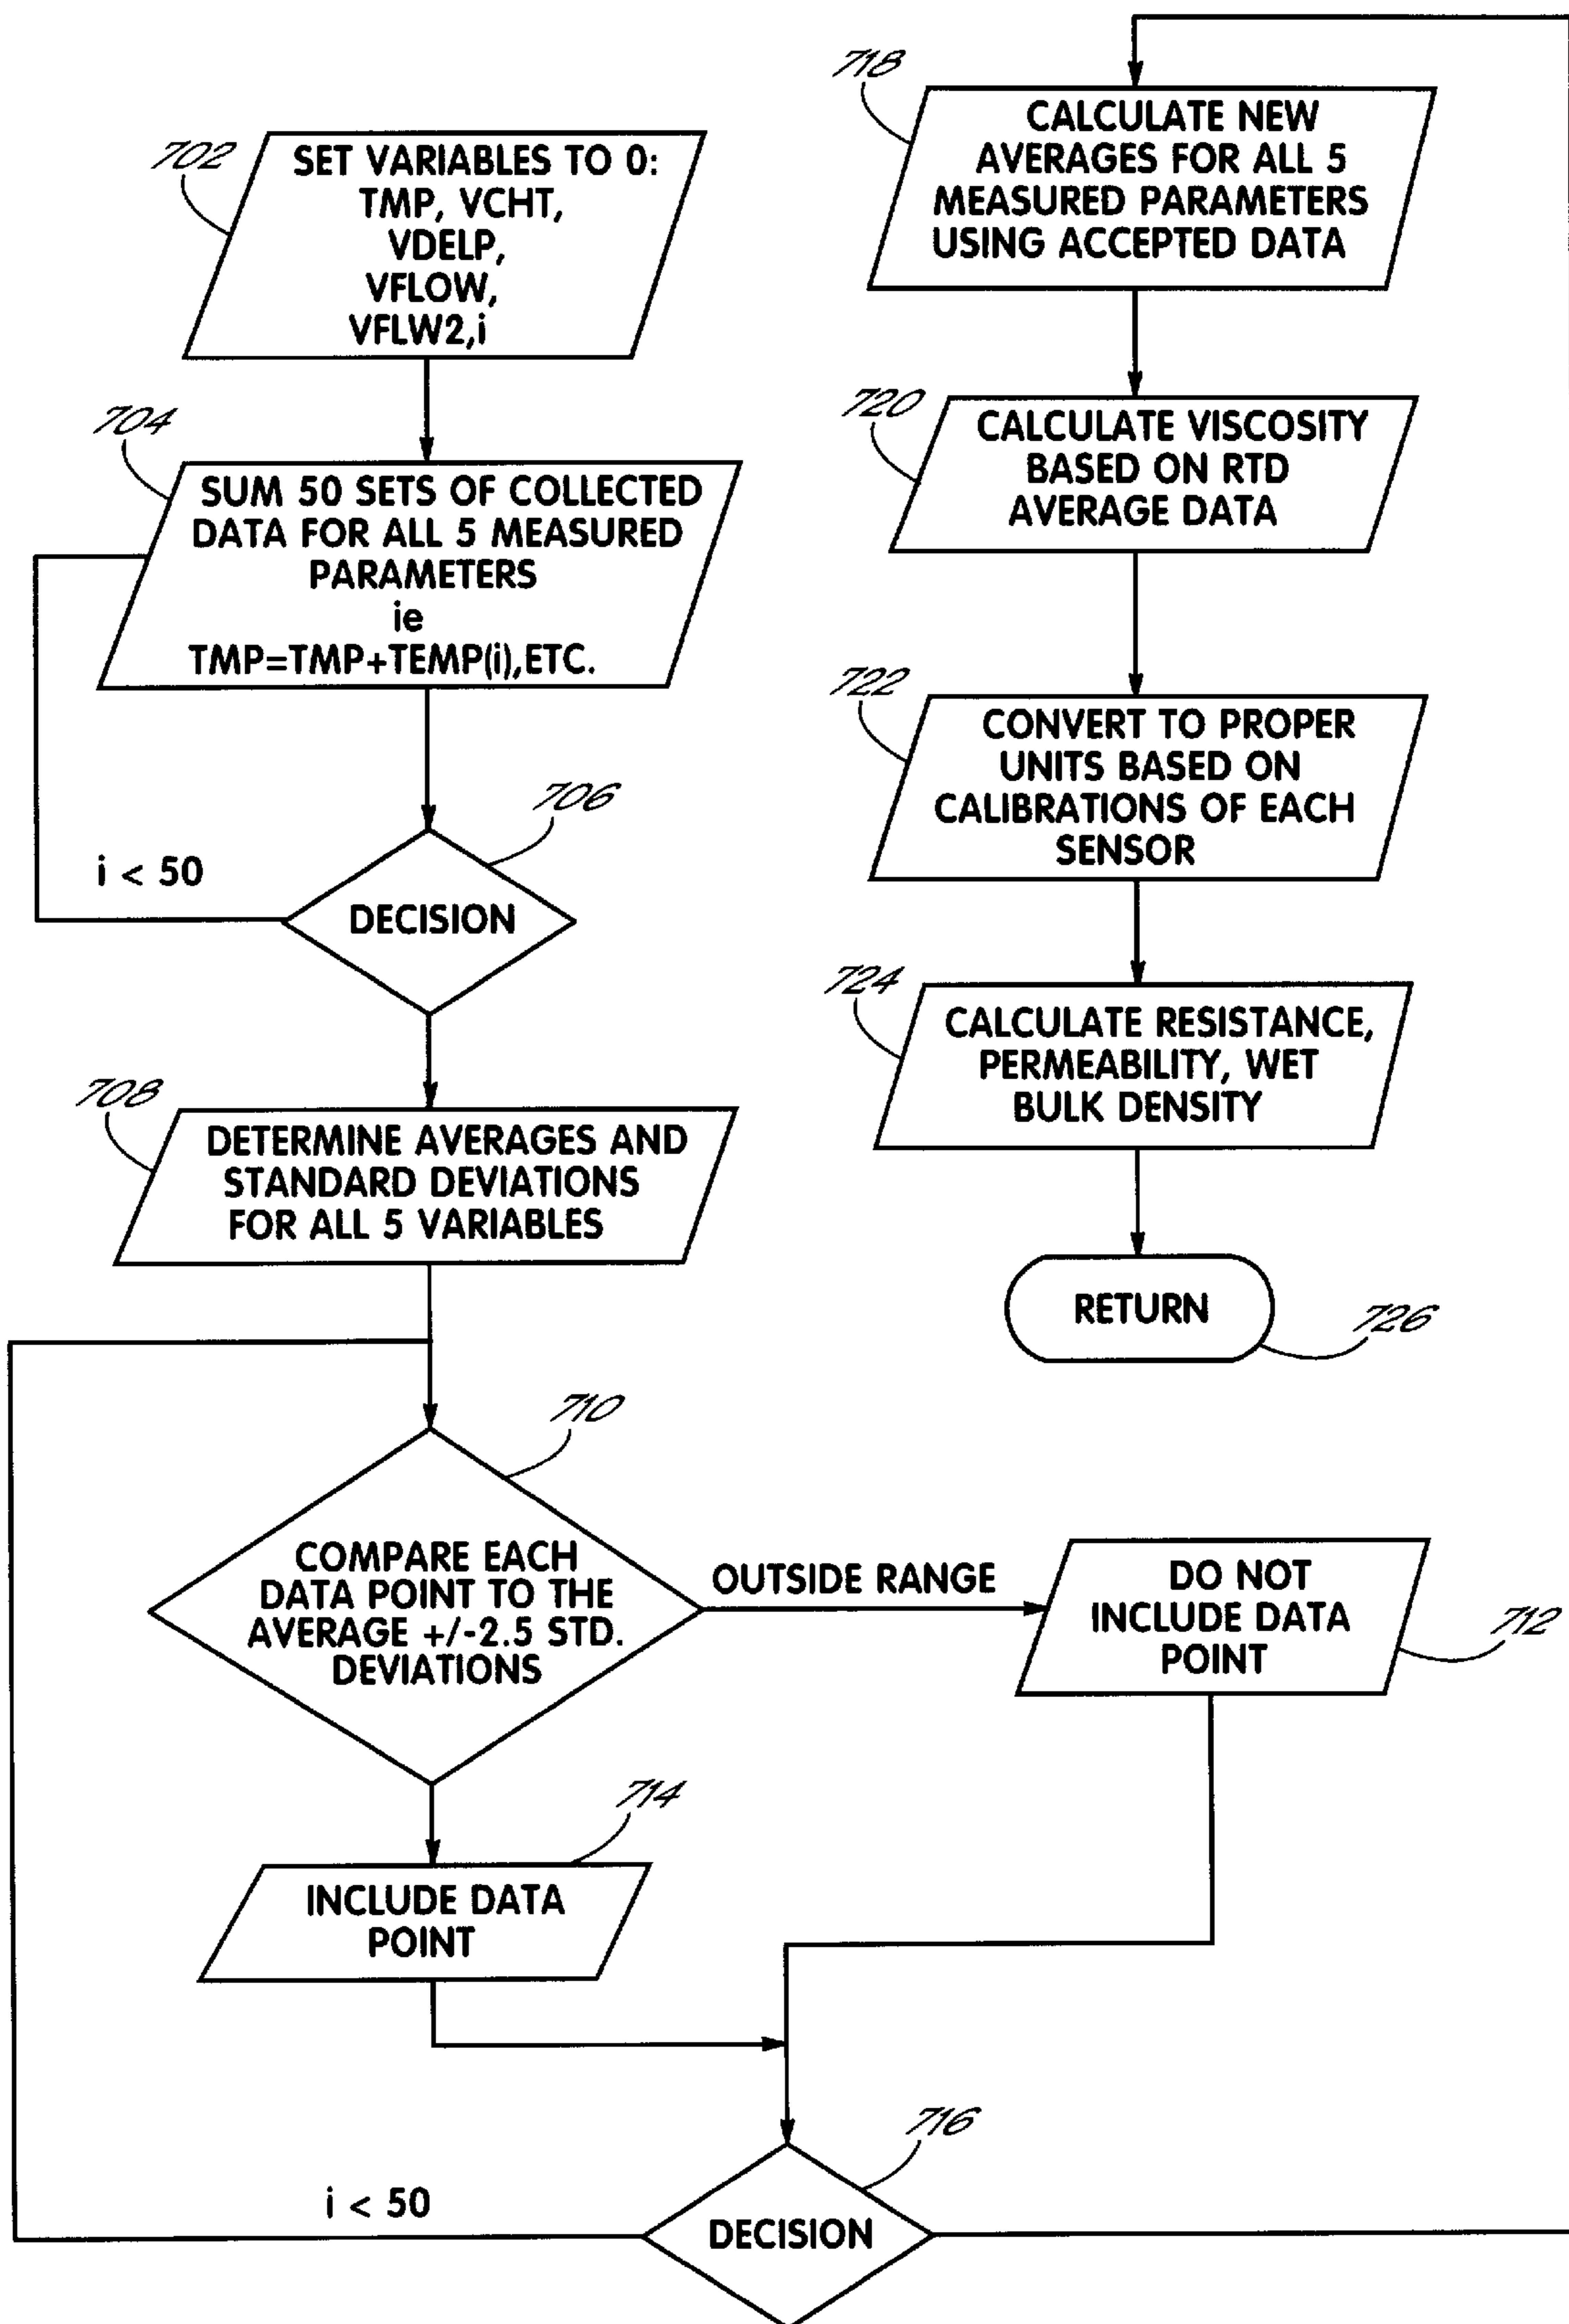 702
SET VARIABLES TO 0:
TMP, VCHT,
VDELP,
VFLOW,
VFLW2,i
704
SUM 50 SETS OF COLLECTED
DATA FOR ALL 5 MEASURED
PARAMETERS
ie
TMP=TMP+TEMP(i),ETC.
706
i < 50
DECISION
708
DETERMINE AVERAGES AND
STANDARD DEVIATIONS
FOR ALL 5 VARIABLES
710
COMPARE EACH
DATA POINT TO THE
AVERAGE +/-2.5 STD.
DEVIATIONS
OUTSIDE RANGE
DO NOT
INCLUDE DATA
POINT
712
714
INCLUDE DATA
POINT
716
i < 50
DECISION
718
CALCULATE NEW
AVERAGES FOR ALL 5
MEASURED PARAMETERS
USING ACCEPTED DATA
720
CALCULATE VISCOSITY
BASED ON RTD
AVERAGE DATA
722
CONVERT TO PROPER
UNITS BASED ON
CALIBRATIONS OF EACH
SENSOR
724
CALCULATE RESISTANCE,
PERMEABILITY, WET
BULK DENSITY
RETURN
726